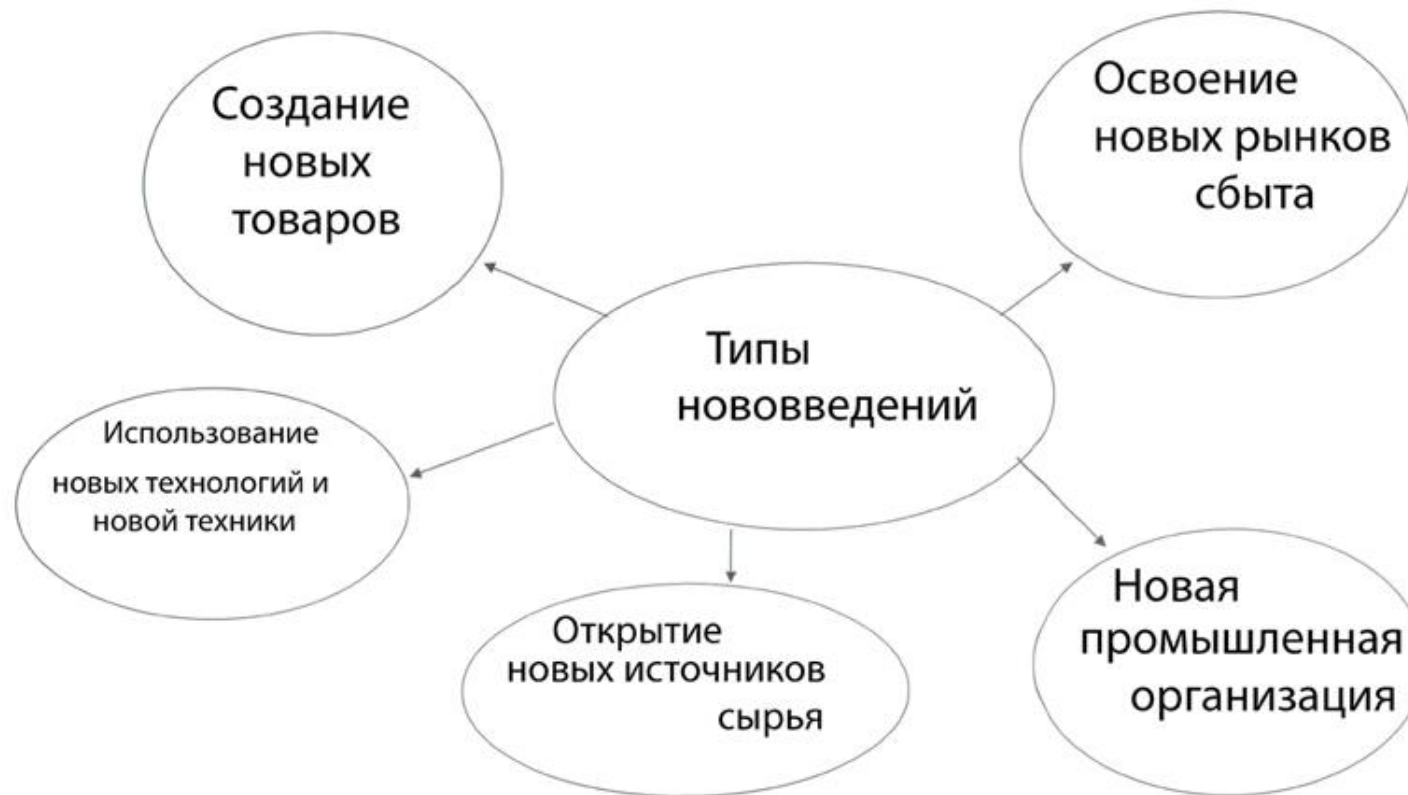 Создание
новых
товаров
Освоение
новых рынков
сбыта
Типы
нововведений
Использование
новых технологий и
новой техники
Открытие
новых источников
сырья
Новая
промышленная
организация